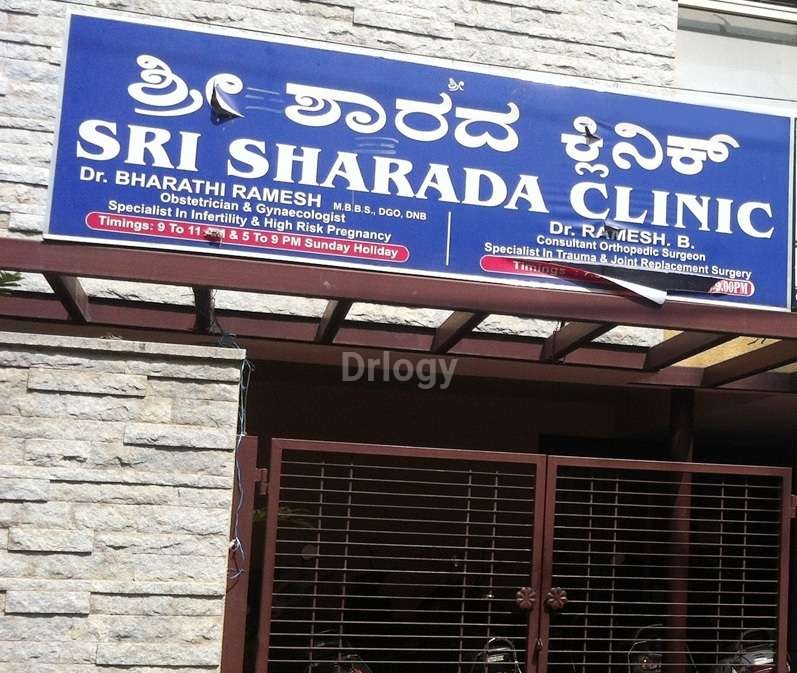 ಶ್ರೀ
ಶ್ರೀ ಶಾರದ ಕ್ಲಿನಿಕ್
SRI SHARADA CLINIC
Dr. BHARATHI RAMESH M.B.B.S., DGO, DNB
Obstetrician & Gynaecologist
Specialist In Infertility & High Risk Pregnancy
Timings: 9 To 11 & 5 To 9 PM Sunday Holiday
Dr. RAMESH. B.
Consultant Orthopedic Surgeon
Specialist In Trauma & Joint Replacement Surgery
Timings
Drlogy